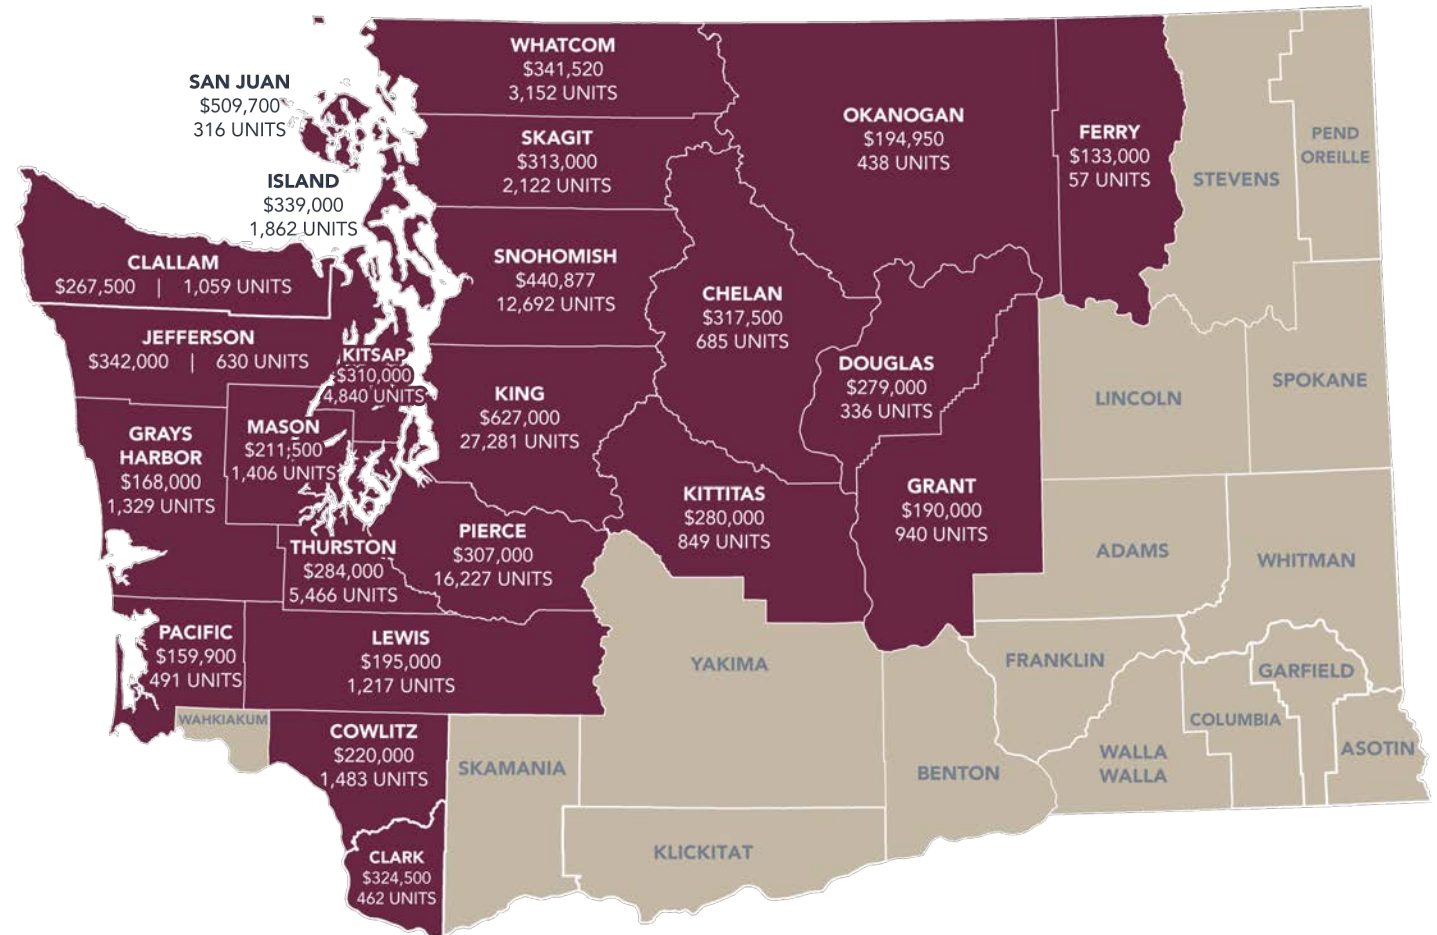 WHATCOM
$341,520
3,152 UNITS
SAN JUAN
$509,700
316 UNITS
SKAGIT
$313,000
2,122 UNITS
OKANOGAN
$194,950
438 UNITS
FERRY
$133,000
57 UNITS
STEVENS
PEND
OREILLE
ISLAND
$339,000
1,862 UNITS
CLALLAM
$267,500 | 1,059 UNITS
SNOHOMISH
$440,877
12,692 UNITS
CHELAN
$317,500
685 UNITS
JEFFERSON
$342,000 | 630 UNITS
KITSAP
$310,000
4,840 UNITS
DOUGLAS
$279,000
336 UNITS
LINCOLN
SPOKANE
KING
$627,000
27,281 UNITS
GRAYS
HARBOR
$168,000
1,329 UNITS
MASON
$211,500
1,406 UNITS
KITTITAS
$280,000
849 UNITS
GRANT
$190,000
940 UNITS
ADAMS
WHITMAN
THURSTON
$284,000
5,466 UNITS
PIERCE
$307,000
16,227 UNITS
PACIFIC
$159,900
491 UNITS
LEWIS
$195,000
1,217 UNITS
YAKIMA
FRANKLIN
GARFIELD
WAHKIAKUM
COWLITZ
$220,000
1,483 UNITS
SKAMANIA
BENTON
WALLA
WALLA
COLUMBIA
ASOTIN
CLARK
$324,500
462 UNITS
KLICKITAT